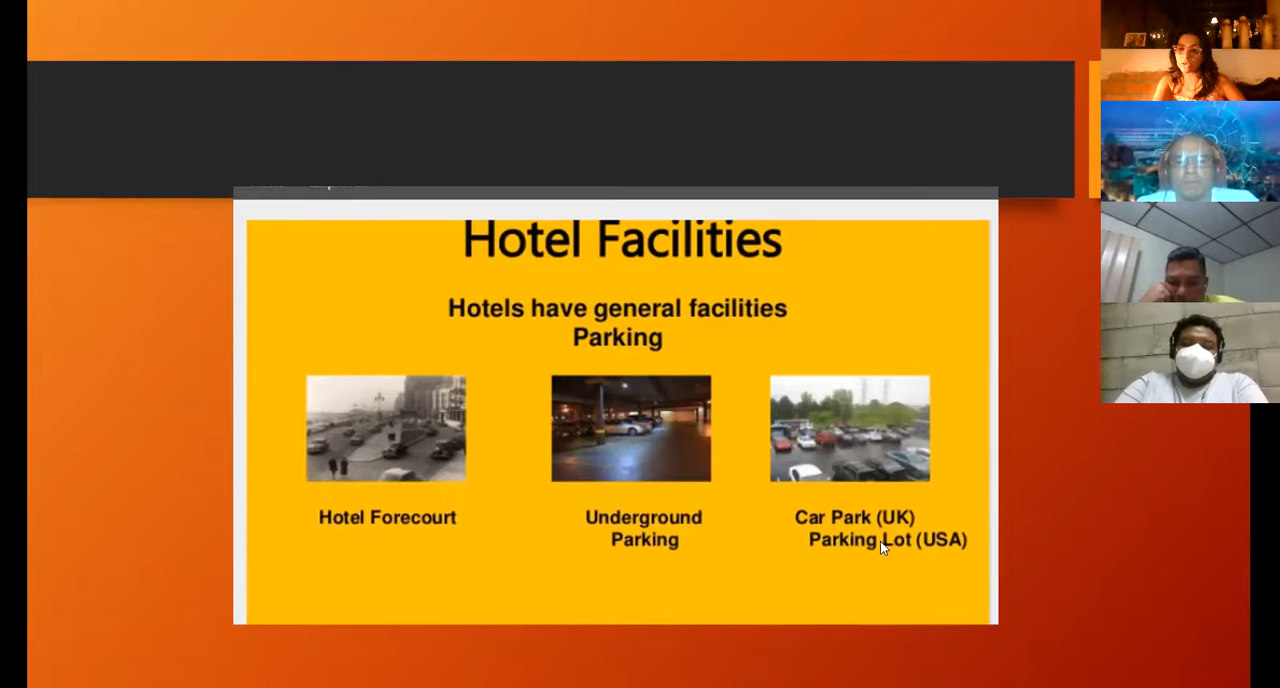 Hotel Facilities
Hotels have general facilities
Parking
Hotel Forecourt
Underground
Parking
Car Park (UK)
Parking Lot (USA)